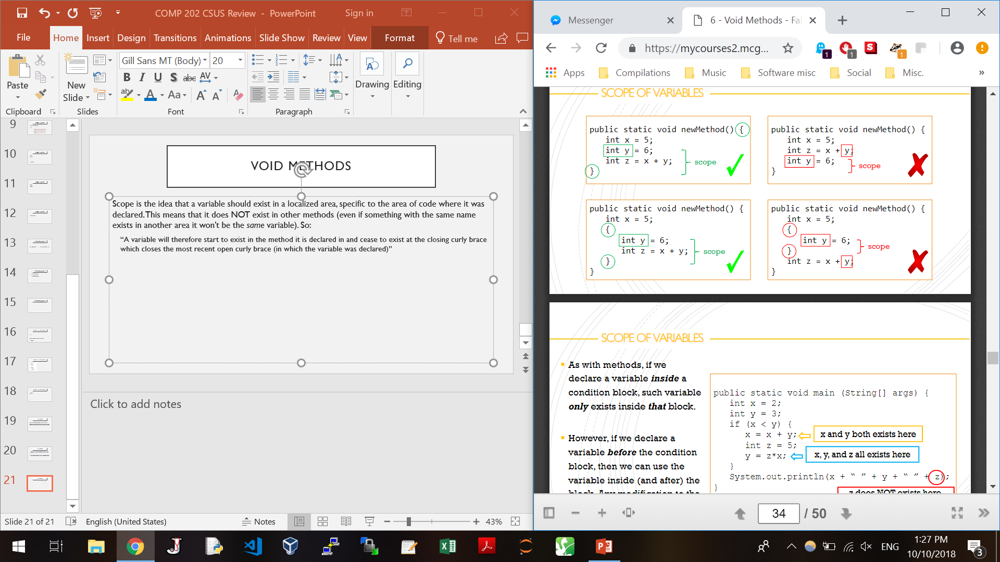 COMP 202 CSUS Review - PowerPoint
Sign in
File
Home
Insert
Design
Transitions
Animations
Slide Show
Review
View
Format
Tell me
Paste
Clipboard
New
Slide
Slides
Gill Sans MT (Body)
20
B I U S abc AV
A Aa A A
Font
Paragraph
Drawing
Editing
9
10
11
12
13
14
15
16
17
18
19
20
21
VOID METHODS
Scope is the idea that a variable should exist in a localized area, specific to the area of code where it was
declared. This means that it does NOT exist in other methods (even if something with the same name
exists in another area it won’t be the same variable). So:
“A variable will therefore start to exist in the method it is declared in and cease to exist at the closing curly brace
which closes the most recent open curly brace (in which the variable was declared)”
Click to add notes
Slide 21 of 21
English (United States)
Notes
43%
Messenger
6 - Void Methods - Fal
https://mycourses2.mcg...
1
1
S
1
Apps
Compilations
Music
Software misc
Social
Misc.
»
SCOPE OF VARIABLES
public static void newMethod() {
int x = 5;
int y = 6;
int z = x + y;
}
scope
public static void newMethod() {
int x = 5;
int z = x + y;
int y = 6;
}
scope
public static void newMethod() {
int x = 5;
{
int y = 6;
int z = x + y;
}
}
scope
public static void newMethod() {
int x = 5;
{
int y = 6;
}
int z = x + y;
}
scope
SCOPE OF VARIABLES
As with methods, if we
declare a variable inside a
condition block, such variable
only exists inside that block.
However, if we declare a
variable before the condition
block, then we can use the
variable inside (and after) the
block. Any modification to the
public static void main (String[] args) {
int x = 2;
int y = 3;
if (x < y) {
x = x + y;
int z = 5;
y = z*x;
}
System.out.println(x + “ ” + y + “ ” + z);
}
x and y both exists here
x, y, and z all exists here
z does NOT exists here
34 / 50
ENG
1:27 PM
10/10/2018
3